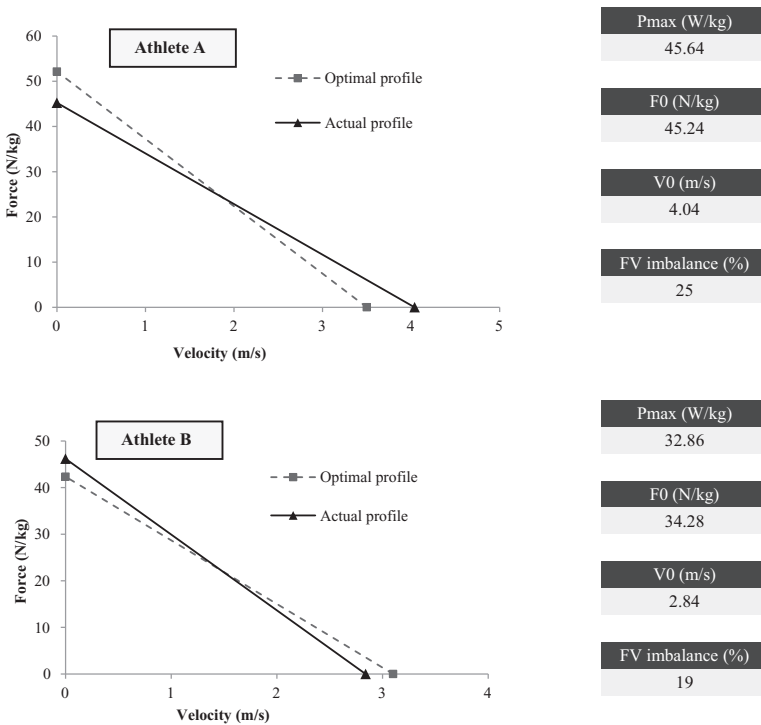 Athlete A
Optimal profile
Actual profile
Force (N/kg)
60
50
40
30
20
10
0
0 1 2 3 4 5
Velocity (m/s)
Pmax (W/kg)
45.64
F0 (N/kg)
45.24
V0 (m/s)
4.04
FV imbalance (%)
25
Athlete B
Optimal profile
Actual profile
Force (N/kg)
50
40
30
20
10
0
0 1 2 3 4
Velocity (m/s)
Pmax (W/kg)
32.86
F0 (N/kg)
34.28
V0 (m/s)
2.84
FV imbalance (%)
19